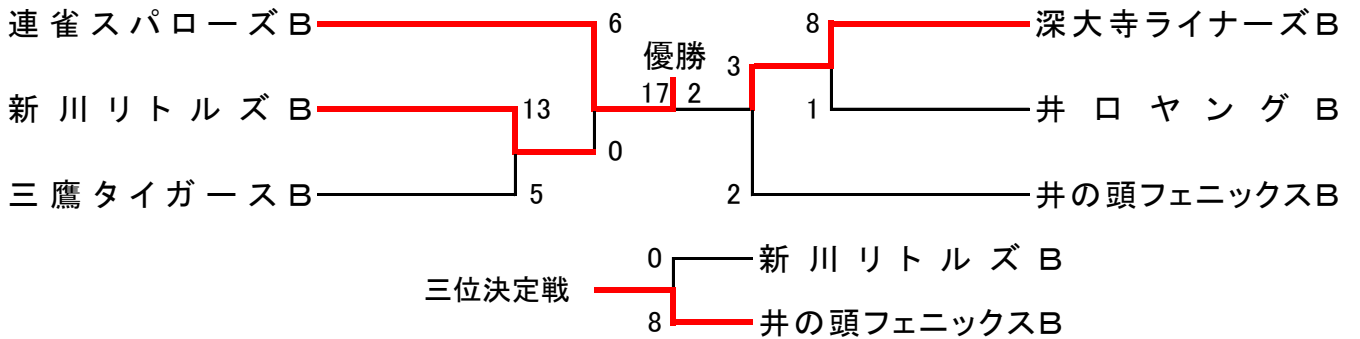 連雀スパローズB 6 8 深大寺ライナーズB
優勝 3
17 2
新川リトルズB 13 1 井口ヤングB
0
三鷹タイガースB 5 2 井の頭フェニックスB
0 新川リトルズB
三位決定戦
8 井の頭フェニックスB